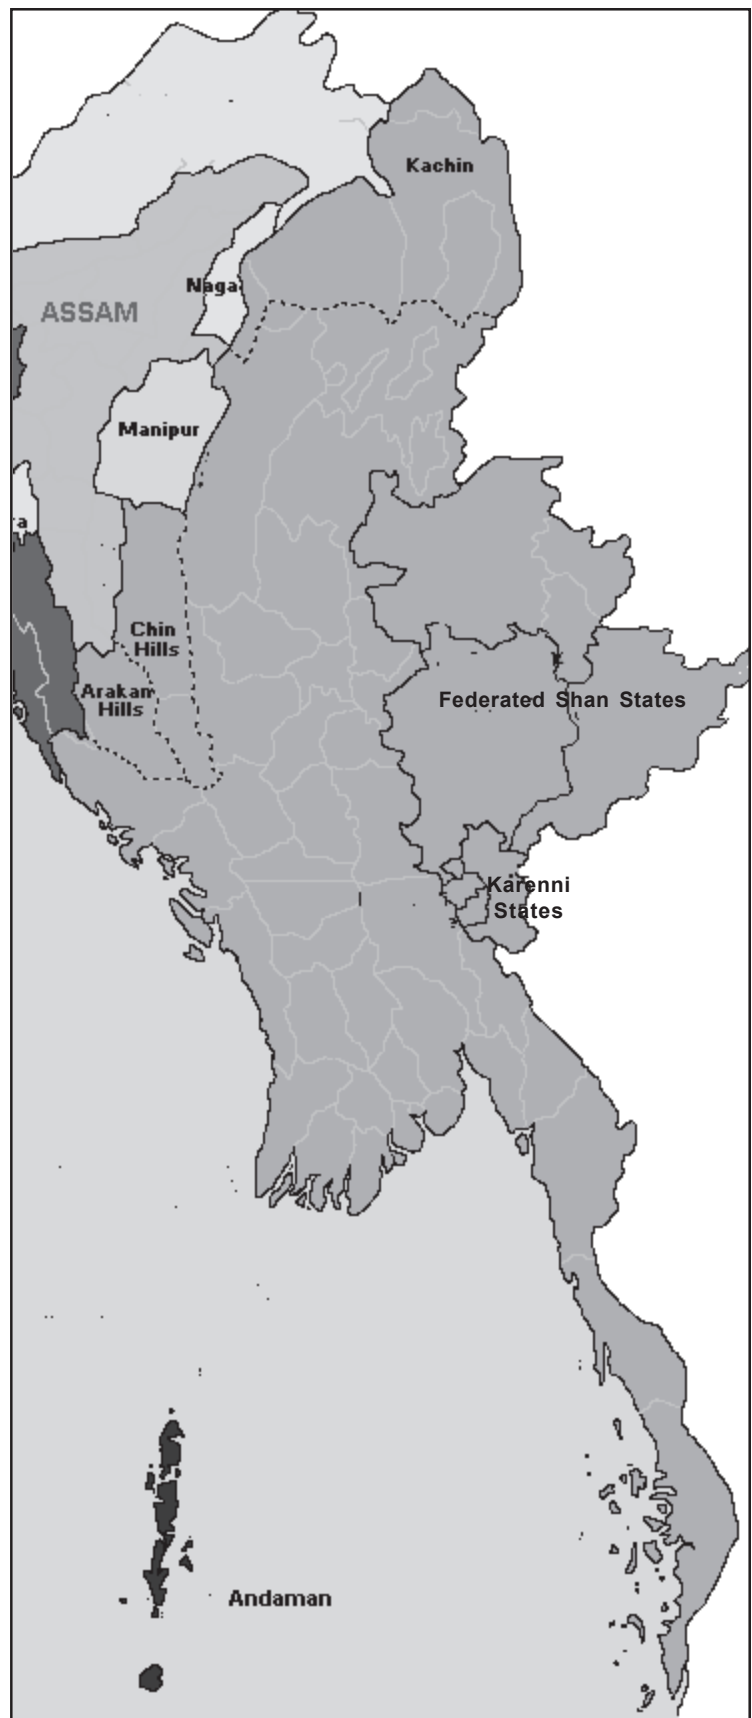 Kachin
Naga
ASSAM
Manipur
a
Chin
Hills
Arakan
Hills
Federated Shan States
Karenni
States
Andaman